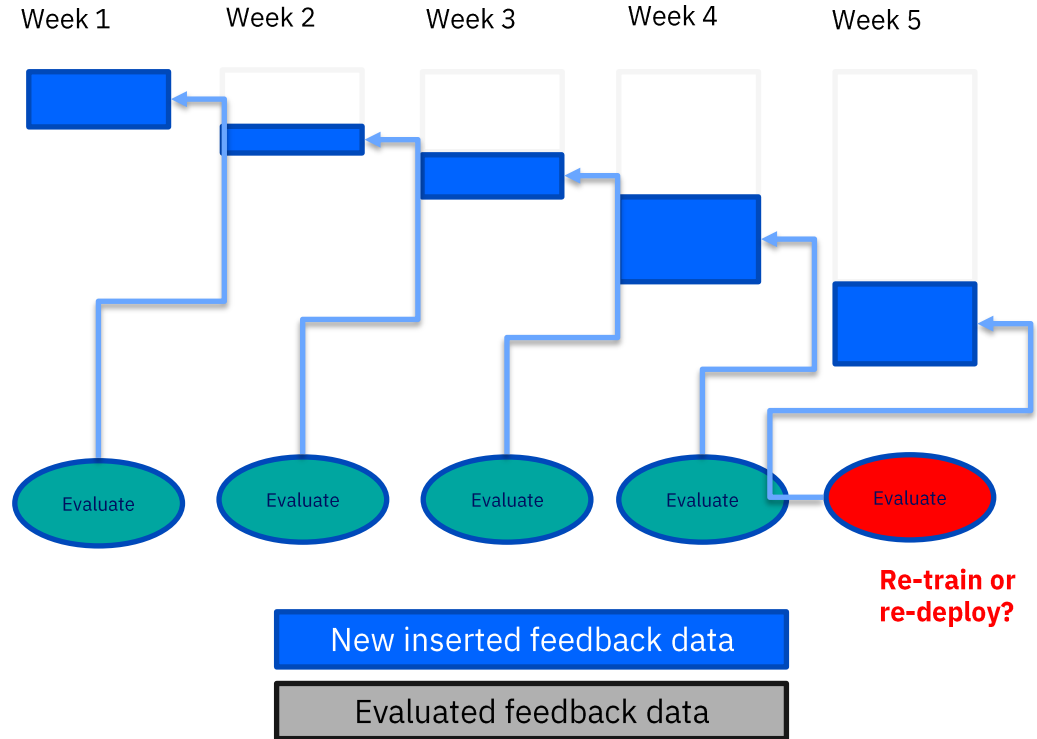 Week 1
Week 2
Week 3
Week 4
Week 5
Evaluate
Evaluate
Evaluate
Evaluate
Evaluate
Re-train or
re-deploy?
New inserted feedback data
Evaluated feedback data